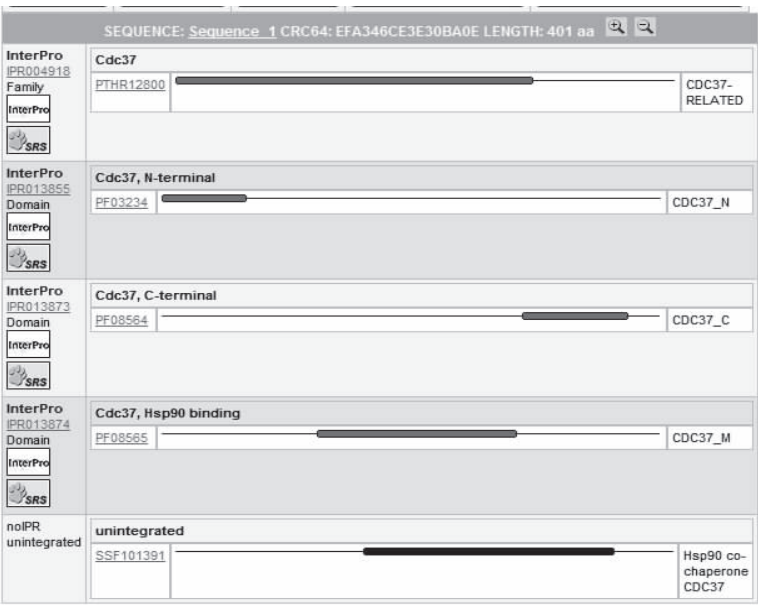 SEQUENCE: Sequence_1 CRC64: EFA346CE3E30BA0E LENGTH: 401 aa
InterPro
IPR004918
Family
InterPro
SRS
Cdc37
PTHR12800
CDC37-
RELATED
InterPro
IPR013855
Domain
InterPro
SRS
Cdc37, N-terminal
PF03234
CDC37_N
InterPro
IPR013873
Domain
InterPro
SRS
Cdc37, C-terminal
PF08564
CDC37_C
InterPro
IPR013874
Domain
InterPro
SRS
Cdc37, Hsp90 binding
PF08565
CDC37_M
noIPR
unintegrated
unintegrated
SSF101391
Hsp90 co-
chaperone
CDC37